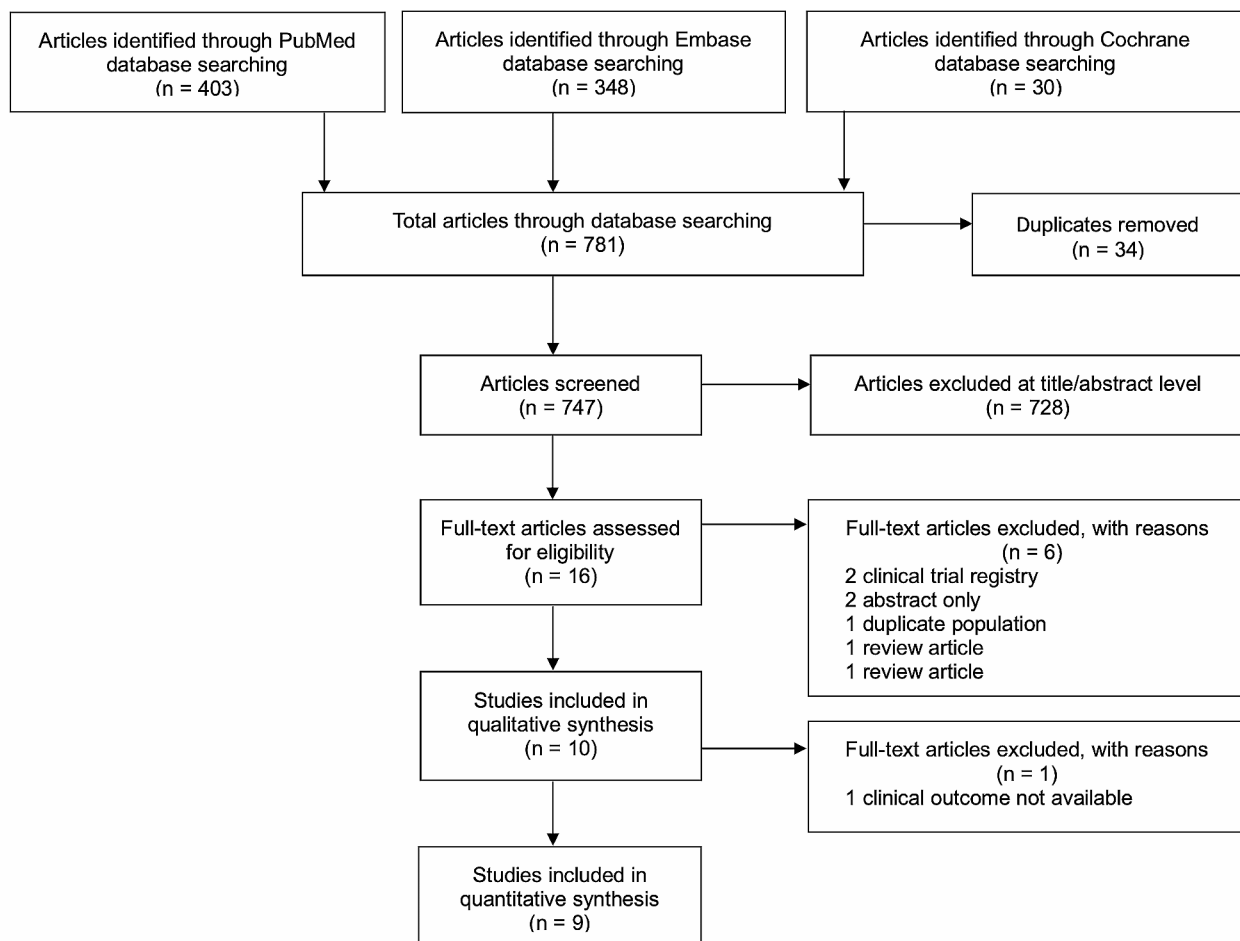 Articles identified through PubMed
database searching
(n = 403)
Articles identified through Embase
database searching
(n = 348)
Articles identified through Cochrane
database searching
(n = 30)
Total articles through database searching
(n = 781)
Duplicates removed
(n = 34)
Articles screened
(n = 747)
Articles excluded at title/abstract level
(n = 728)
Full-text articles assessed
for eligibility
(n = 16)
Full-text articles excluded, with reasons
(n = 6)
2 clinical trial registry
2 abstract only
1 duplicate population
1 review article
1 review article
Studies included in
qualitative synthesis
(n = 10)
Full-text articles excluded, with reasons
(n = 1)
1 clinical outcome not available
Studies included in
quantitative synthesis
(n = 9)